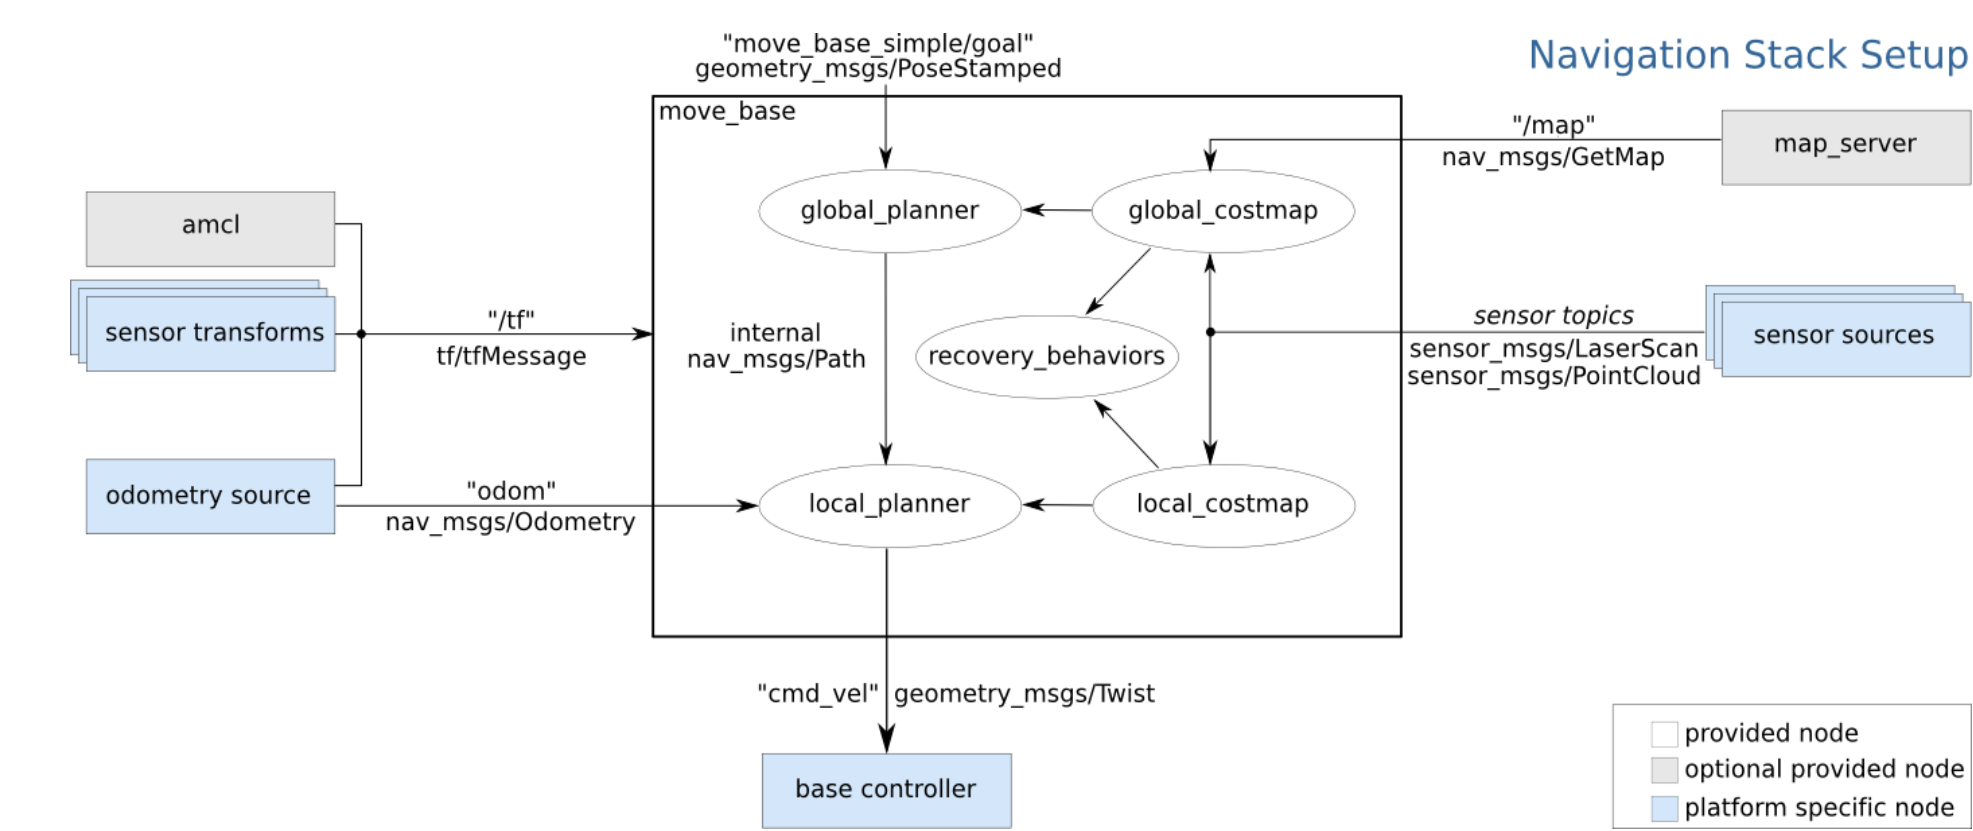 "move_base_simple/goal"
geometry_msgs/PoseStamped
Navigation Stack Setup
move_base
"/map"
nav_msgs/GetMap
map_server
amcl
global_planner
global_costmap
sensor transforms
"/tf"
tf/tfMessage
internal
nav_msgs/Path
recovery_behaviors
sensor topics
sensor_msgs/LaserScan
sensor_msgs/PointCloud
sensor sources
odometry source
"odom"
nav_msgs/Odometry
local_planner
local_costmap
"cmd_vel" geometry_msgs/Twist
base controller
provided node
optional provided node
platform specific node